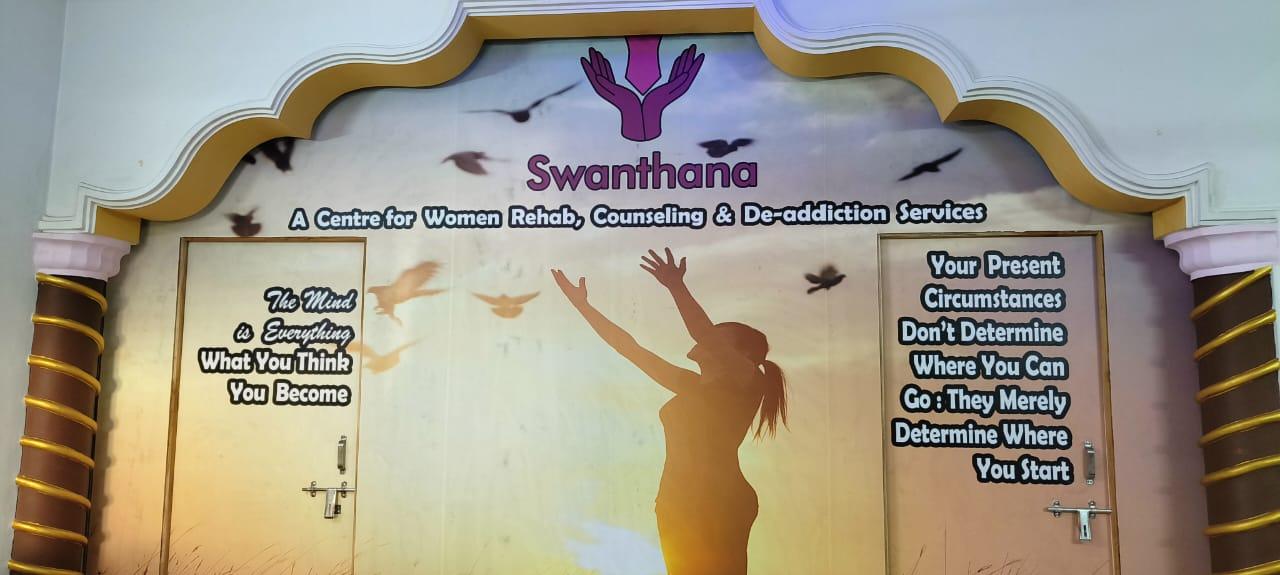 Swanthana
A Centre for Women Rehab, Counseling & De-addiction Services
The Mind
is Everything
What You Think
You Become
Your Present
Circumstances
Don't Determine
Where You Can
Go : They Merely
Determine Where
You Start